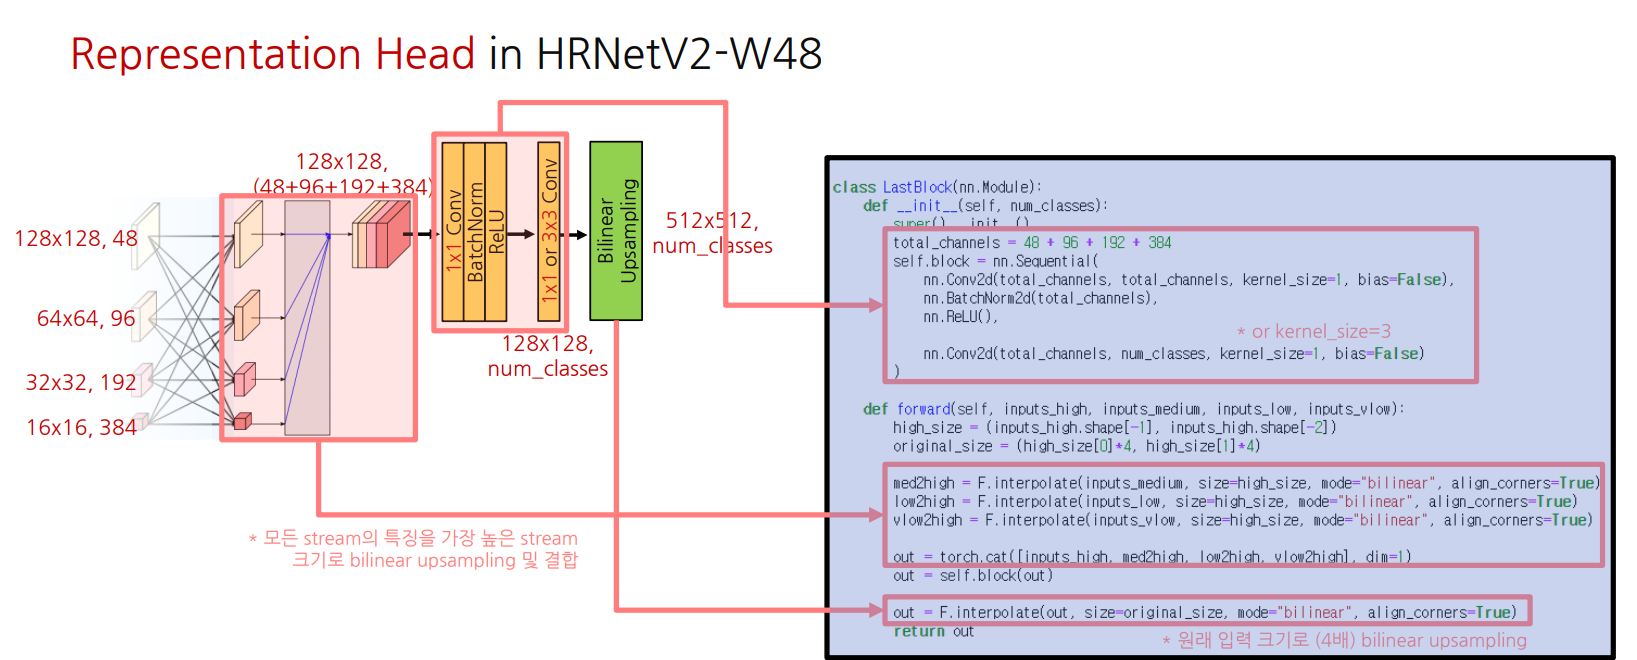 Representation Head in HRNetV2-W48
128x128,
(48+96+192+384)
128x128, 48
64x64, 96
32x32, 192
16x16, 384
1x1 Conv
BatchNorm
ReLU
1x1 or 3x3 Conv
Bilinear
Upsampling
512x512,
num_classes
128x128,
num_classes
* 모든 stream의 특징을 가장 높은 stream
크기로 bilinear upsampling 및 결합
class LastBlock(nn.Module):
def __init__(self, num_classes):
super().__init__()
total_channels = 48 + 96 + 192 + 384
self.block = nn.Sequential(
nn.Conv2d(total_channels, total_channels, kernel_size=1, bias=False),
nn.BatchNorm2d(total_channels),
nn.ReLU(),
* or kernel_size=3
nn.Conv2d(total_channels, num_classes, kernel_size=1, bias=False)
)
def forward(self, inputs_high, inputs_medium, inputs_low, inputs_vlow):
high_size = (inputs_high.shape[-1], inputs_high.shape[-2])
original_size = (high_size[0]*4, high_size[1]*4)
med2high = F.interpolate(inputs_medium, size=high_size, mode="bilinear", align_corners=True)
low2high = F.interpolate(inputs_low, size=high_size, mode="bilinear", align_corners=True)
vlow2high = F.interpolate(inputs_vlow, size=high_size, mode="bilinear", align_corners=True)
out = torch.cat([inputs_high, med2high, low2high, vlow2high], dim=1)
out = self.block(out)
out = F.interpolate(out, size=original_size, mode="bilinear", align_corners=True)
return out
* 원래 입력 크기로 (4배) bilinear upsampling